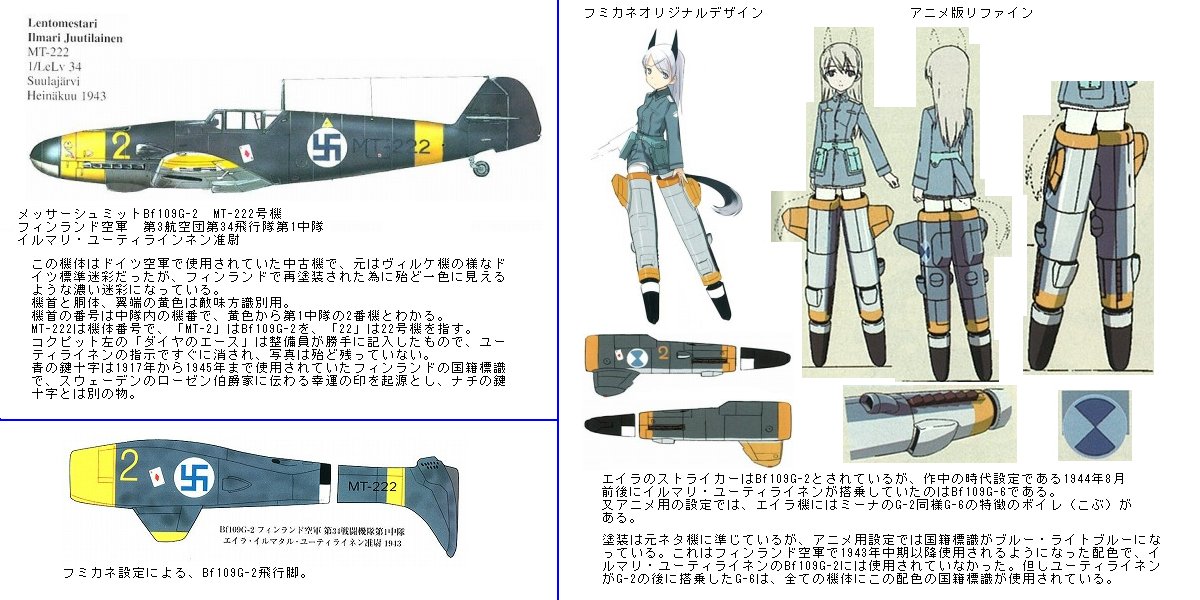 Lentomestari
Ilmari Juutilainen
MT-222
1/LeLv 34
Suulajärvi
Heinäkuu 1943
2
MT-222
メッサーシュミットBf109G-2　MT-222号機
フィンランド空軍　第3航空団第34飛行隊第1中隊
イルマリ・ユーティラインネン准尉
この機体はドイツ空軍で使用されていた中古機で、元はヴィルケ機の様なド
イツ標準迷彩だったが、フィンランドで再塗装された為に殆ど一色に見える
ような濃い迷彩になっている。
機首と胴体、翼端の黄色は敵味方識別用。
機首の番号は中隊内の機番で、黄色から第1中隊の2番機とわかる。
MT-222は機体番号で、「MT-2」はBf109G-2を、「22」は22号機を指す。
コクピット左の「ダイヤのエース」は整備員が勝手に記入したもので、ユー
ティライネンの指示ですぐに消され、写真は殆ど残っていない。
青の鍵十字は1917年から1945年まで使用されていたフィンランドの国籍標識
で、スウェーデンのローゼン伯爵家に伝わる幸運の印を起源とし、ナチの鍵
十字とは別の物。
2
MT-222
Bf109G-2 フィンランド空軍 第34戦闘機隊第1中隊
エイラ・イルマタル・ユーティライネン准尉 1943
フミカネ設定による、Bf109G-2飛行脚。
フミカネオリジナルデザイン
アニメ版リファイン
2
エイラのストライカーはBf109G-2とされているが、作中の時代設定である1944年8月
前後にイルマリ・ユーティライネンが搭乗していたのはBf109G-6である。
又アニメ用の設定では、エイラ機にはミーナのG-2同様G-6の特徴のボイレ（こぶ）が
ある。
塗装は元ネタ機に準じているが、アニメ用設定では国籍標識がブルー・ライトブルーにな
っている。これはフィンランド空軍で1943年中期以降使用されるようになった配色で、イ
ルマリ・ユーティライネンのBf109G-2には使用されていなかった。但しユーティライネン
がG-2の後に搭乗したG-6は、全ての機体にこの配色の国籍標識が使用されている。